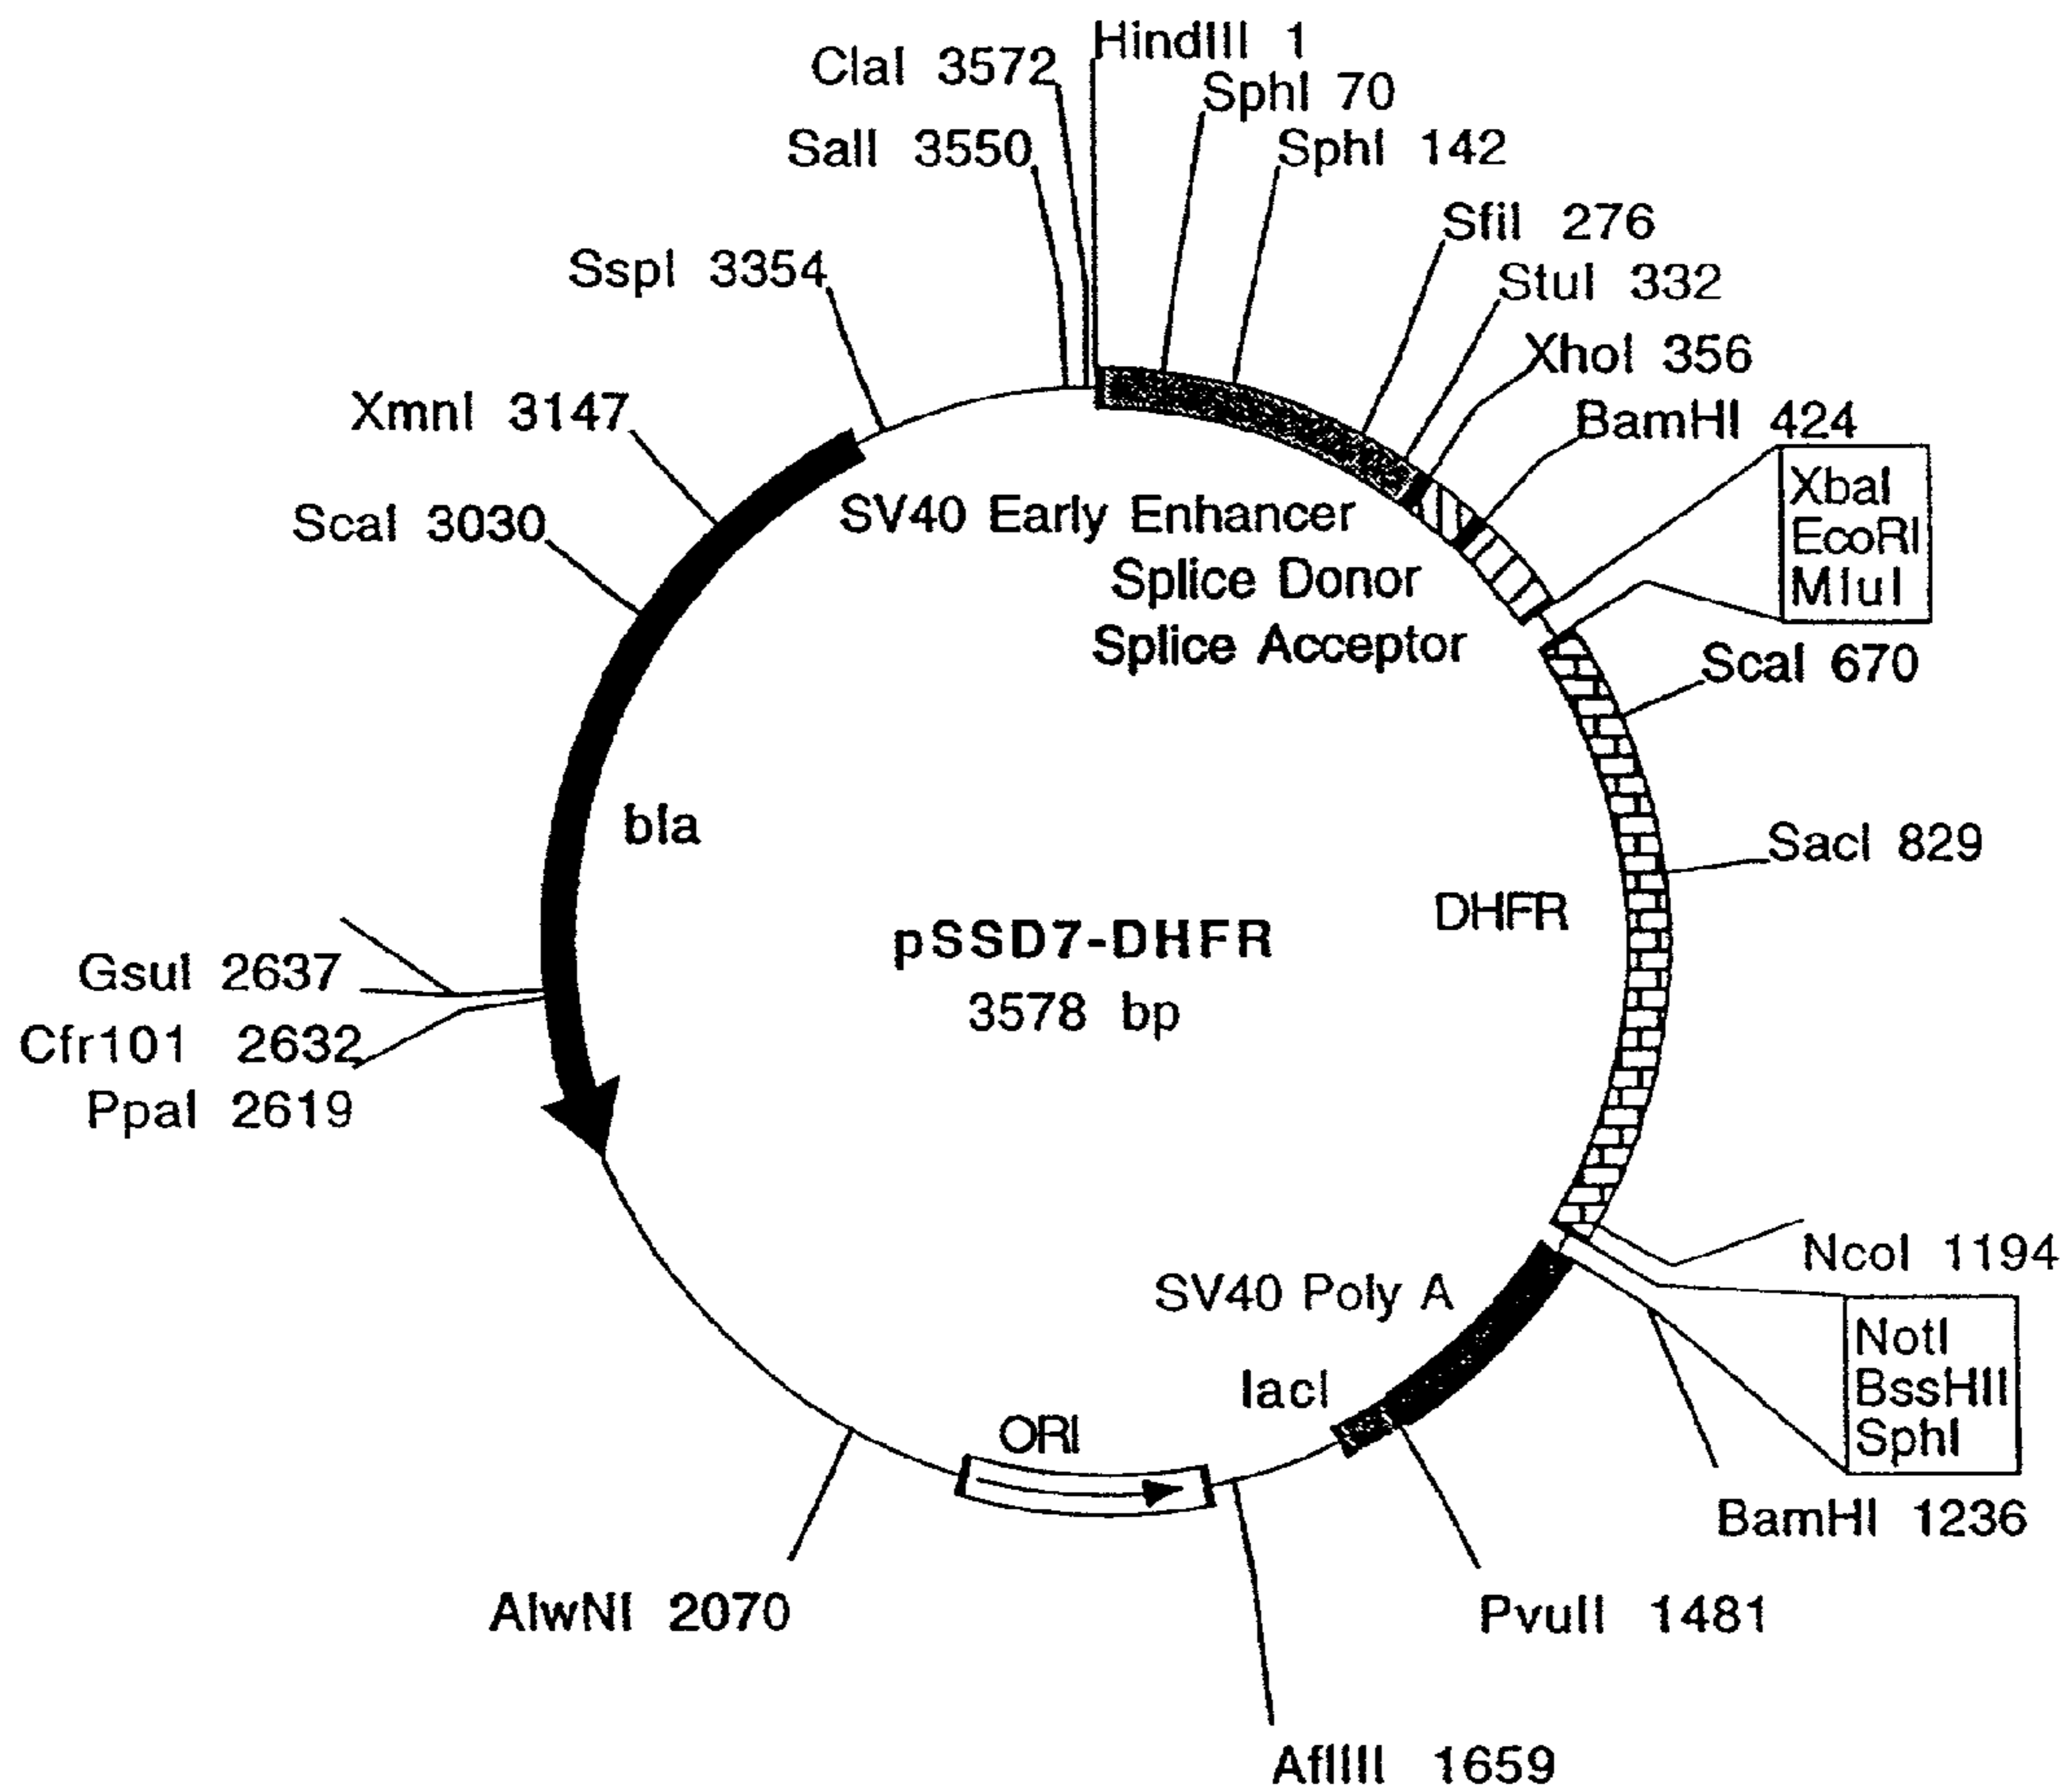 HindIII 1
ClaI 3572
SphI 70
SalI 3550
SphI 142
SfiI 276
SspI 3354
StuI 332
XhoI 356
XmnI 3147
BamHI 424
XbaI
EcoRI
MluI
ScaI 3030
SV40 Early Enhancer
Splice Donor
Splice Acceptor
ScaI 670
bla
SacI 829
DHFR
pSSD7-DHFR
3578 bp
GsuI 2637
Cfr101 2632
PpaI 2619
NcoI 1194
SV40 Poly A
NotI
BssHII
SphI
lacI
ORI
BamHI 1236
AlwNI 2070
PvuII 1481
AflIII 1659